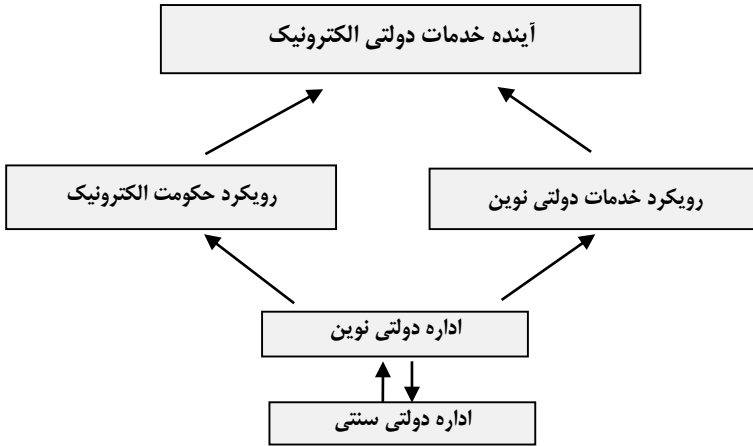 آینده خدمات دولتی الکترونیک
رویکرد خدمات دولتی نوین
رویکرد حکومت الکترونیک
اداره دولتی نوین
اداره دولتی سنتی